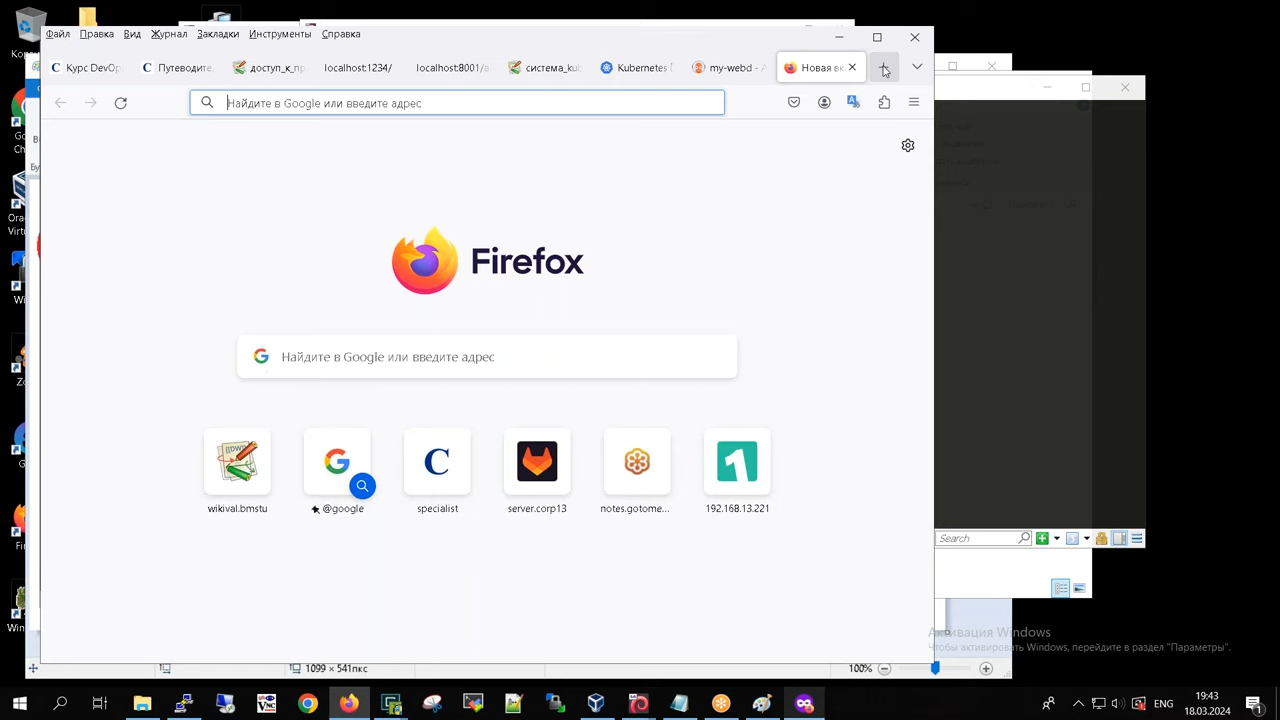 Файл Правка Вид Журнал Закладки Инструменты Справка
Курс DevOp
Путеводите
доступ_к_пр
localhost:1234/
localhost:8001/a
система_kub
Kubernetes D
my-webd - A
Новая вк
Найдите в Google или введите адрес
Firefox
Найдите в Google или введите адрес
wikival.bmstu
@google
specialist
server.corp13
notes.gotome...
192.168.13.221
Search
Активация Windows
Чтобы активировать Windows, перейдите в раздел "Параметры".
1099 × 541пкс
100%
ENG
19:43
18.03.2024